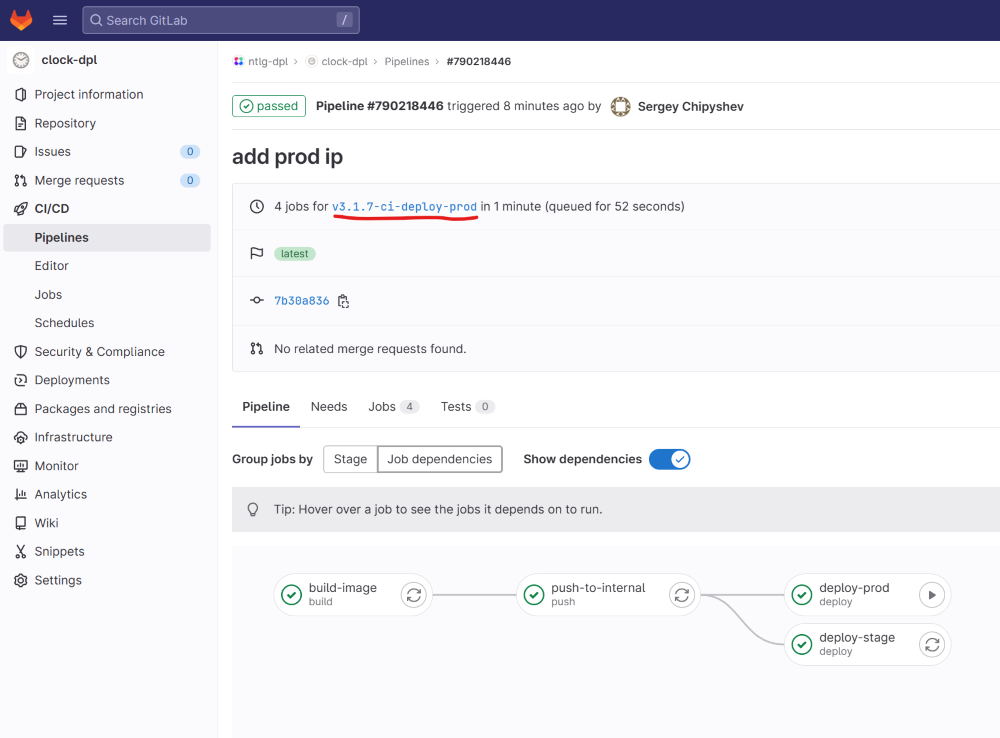 Search GitLab /
clock-dpl
Project information
Repository
Issues 0
Merge requests 0
CI/CD
Pipelines
Editor
Jobs
Schedules
Security & Compliance
Deployments
Packages and registries
Infrastructure
Monitor
Analytics
Wiki
Snippets
Settings
ntlg-dpl › clock-dpl › Pipelines › #790218446
passed Pipeline #790218446 triggered 8 minutes ago by Sergey Chipyshev
add prod ip
4 jobs for v3.1.7-ci-deploy-prod in 1 minute (queued for 52 seconds)
latest
7b30a836
No related merge requests found.
Pipeline Needs Jobs 4 Tests 0
Group jobs by Stage Job dependencies Show dependencies
Tip: Hover over a job to see the jobs it depends on to run.
build-image
build
push-to-internal
push
deploy-prod
deploy
deploy-stage
deploy